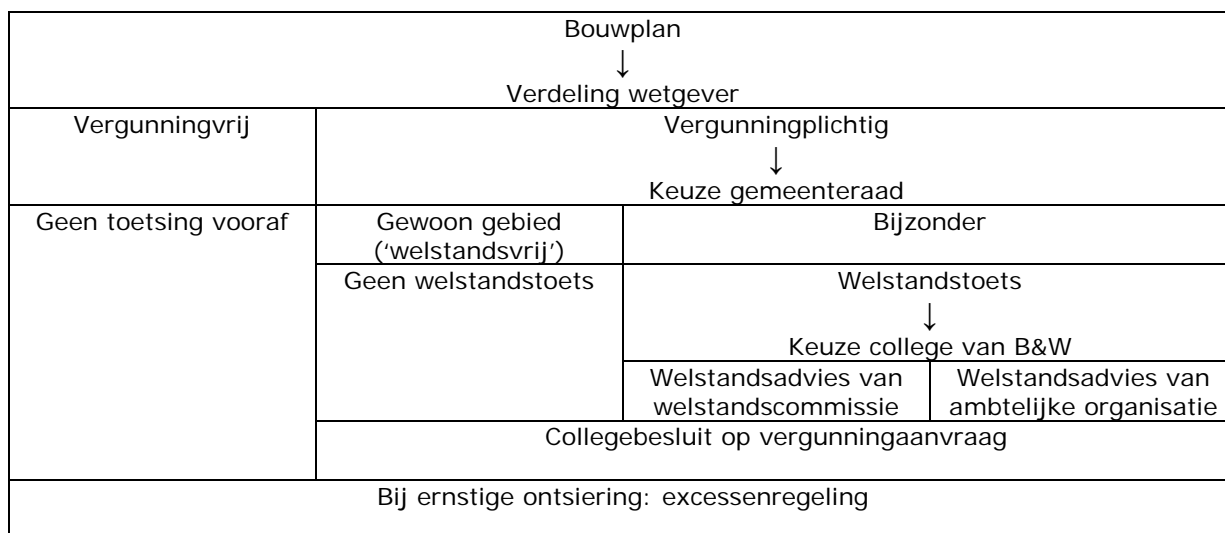 Bouwplan
↓
Verdeling wetgever
Vergunningvrij
Vergunningplichtig
↓
Keuze gemeenteraad
Geen toetsing vooraf
Gewoon gebied
(‘welstandsvrij’)
Bijzonder
Geen welstandstoets
Welstandstoets
↓
Keuze college van B&W
Welstandsadvies van
welstandscommissie
Welstandsadvies van
ambtelijke organisatie
Collegebesluit op vergunningaanvraag
Bij ernstige ontsiering: excessenregeling